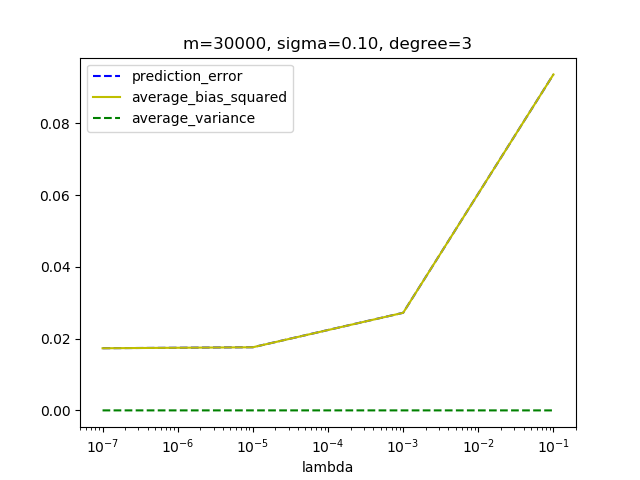 m=30000, sigma=0.10, degree=3
prediction_error
average_bias_squared
average_variance
0.08
0.06
0.04
0.02
0.00
10⁻⁷ 10⁻⁶ 10⁻⁵ 10⁻⁴ 10⁻³ 10⁻² 10⁻¹
lambda